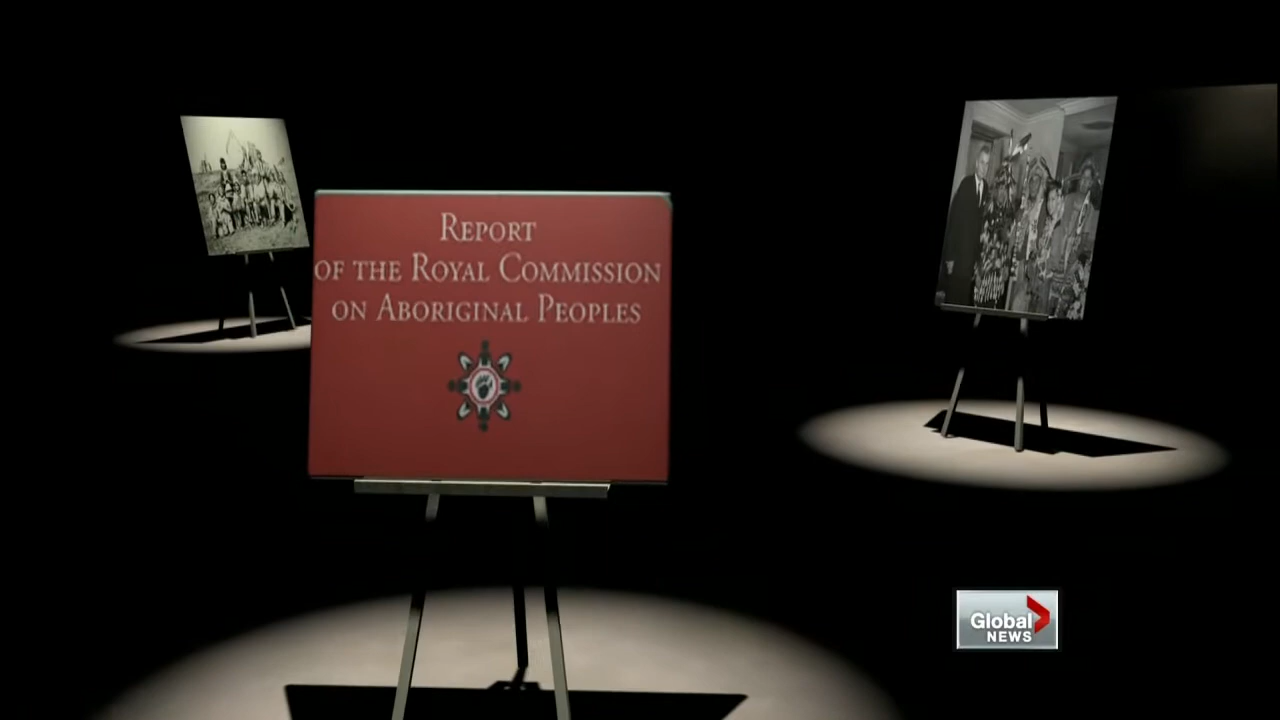 REPORT
OF THE ROYAL COMMISSION
ON ABORIGINAL PEOPLES
Global
NEWS